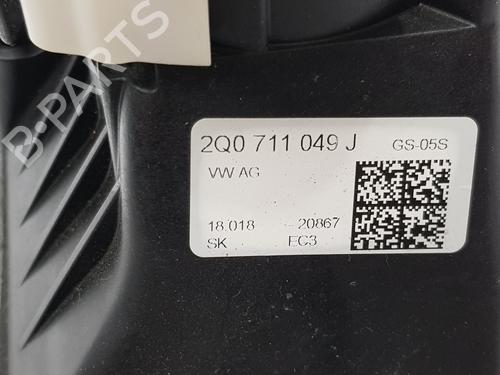 B-PARTS
2Q0 711 049 J GS-05S
VW AG
18.018 -20867
SK EC3